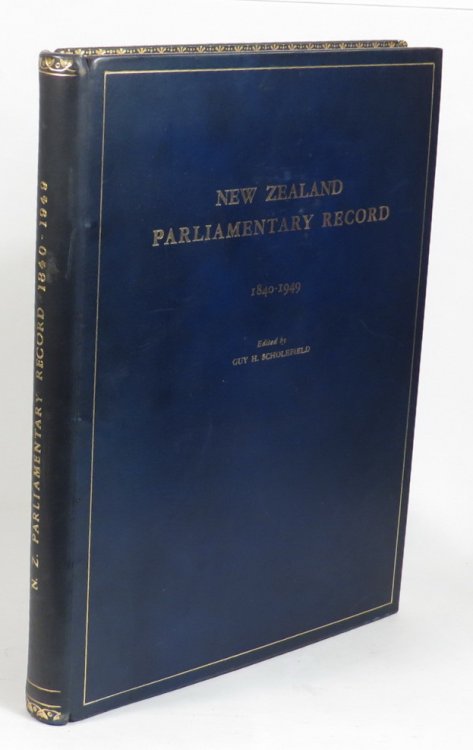 NEW ZEALAND
PARLIAMENTARY RECORD
1840-1949
Edited by
GUY H. SCHOLEFIELD
N. Z. PARLIAMENTARY RECORD 1840-1949